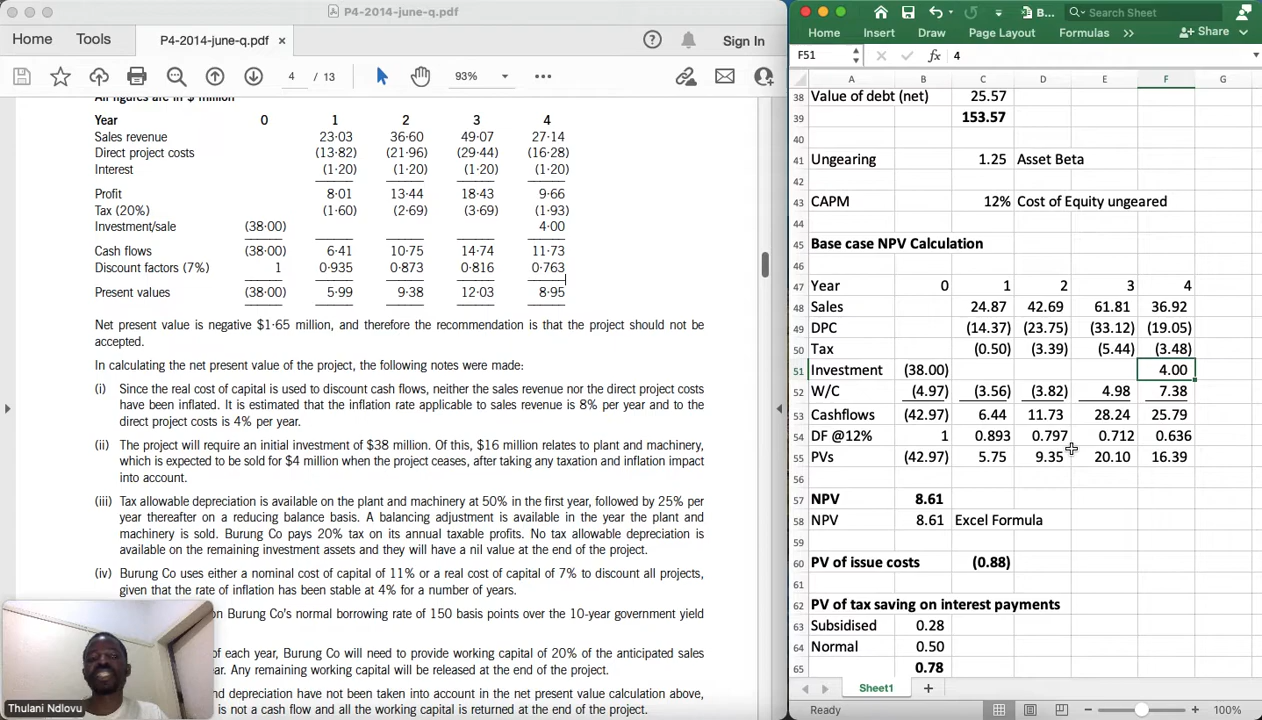 P4-2014-june-q.pdf
Home Tools P4-2014-june-q.pdf × Sign In
4 / 13 93%
All figures are in $ million
Year 0 1 2 3 4
Sales revenue 23·03 36·60 49·07 27·14
Direct project costs (13·82) (21·96) (29·44) (16·28)
Interest (1·20) (1·20) (1·20) (1·20)
Profit 8·01 13·44 18·43 9·66
Tax (20%) (1·60) (2·69) (3·69) (1·93)
Investment/sale (38·00) 4·00
Cash flows (38·00) 6·41 10·75 14·74 11·73
Discount factors (7%) 1 0·935 0·873 0·816 0·763
Present values (38·00) 5·99 9·38 12·03 8·95
Net present value is negative $1·65 million, and therefore the recommendation is that the project should not be
accepted.
In calculating the net present value of the project, the following notes were made:
(i) Since the real cost of capital is used to discount cash flows, neither the sales revenue nor the direct project costs
have been inflated. It is estimated that the inflation rate applicable to sales revenue is 8% per year and to the
direct project costs is 4% per year.
(ii) The project will require an initial investment of $38 million. Of this, $16 million relates to plant and machinery,
which is expected to be sold for $4 million when the project ceases, after taking any taxation and inflation impact
into account.
(iii) Tax allowable depreciation is available on the plant and machinery at 50% in the first year, followed by 25% per
year thereafter on a reducing balance basis. A balancing adjustment is available in the year the plant and
machinery is sold. Burung Co pays 20% tax on its annual taxable profits. No tax allowable depreciation is
available on the remaining investment assets and they will have a nil value at the end of the project.
(iv) Burung Co uses either a nominal cost of capital of 11% or a real cost of capital of 7% to discount all projects,
given that the rate of inflation has been stable at 4% for a number of years.
n Burung Co's normal borrowing rate of 150 basis points over the 10-year government yield
of each year, Burung Co will need to provide working capital of 20% of the anticipated sales
ar. Any remaining working capital will be released at the end of the project.
nd depreciation have not been taken into account in the net present value calculation above,
is not a cash flow and all the working capital is returned at the end of the project.
Thulani Ndlovu
B... Search Sheet
Home Insert Draw Page Layout Formulas Share
F51 fx 4
A B C D E F G
38 Value of debt (net) 25.57
39 153.57
40
41 Ungearing 1.25 Asset Beta
42
43 CAPM 12% Cost of Equity ungeared
44
45 Base case NPV Calculation
46
47 Year 0 1 2 3 4
48 Sales 24.87 42.69 61.81 36.92
49 DPC (14.37) (23.75) (33.12) (19.05)
50 Tax (0.50) (3.39) (5.44) (3.48)
51 Investment (38.00) 4.00
52 W/C (4.97) (3.56) (3.82) 4.98 7.38
53 Cashflows (42.97) 6.44 11.73 28.24 25.79
54 DF @12% 1 0.893 0.797 0.712 0.636
55 PVs (42.97) 5.75 9.35 20.10 16.39
56
57 NPV 8.61
58 NPV 8.61 Excel Formula
59
60 PV of issue costs (0.88)
61
62 PV of tax saving on interest payments
63 Subsidised 0.28
64 Normal 0.50
65 0.78
Sheet1
Ready 100%